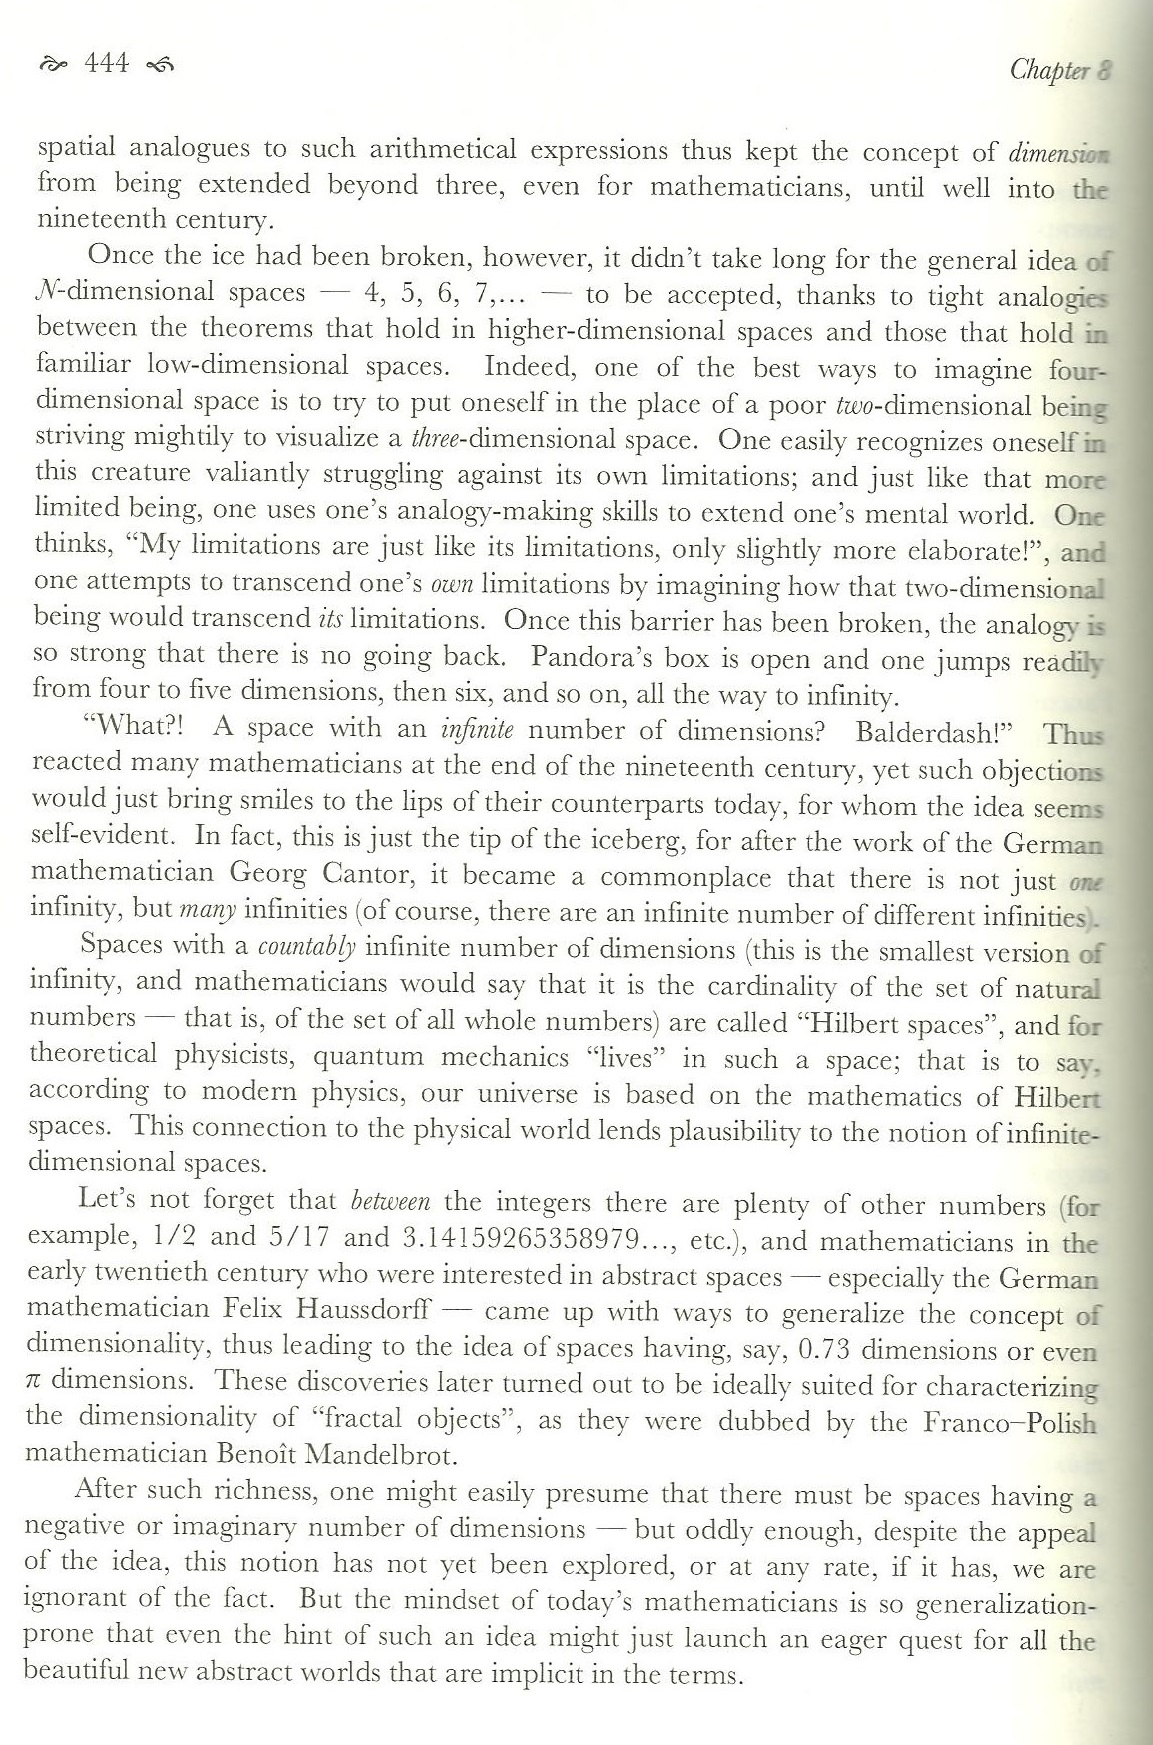 444
Chapter 8
spatial analogues to such arithmetical expressions thus kept the concept of dimension
from being extended beyond three, even for mathematicians, until well into the
nineteenth century.
Once the ice had been broken, however, it didn't take long for the general idea of
N-dimensional spaces — 4, 5, 6, 7,... — to be accepted, thanks to tight analogies
between the theorems that hold in higher-dimensional spaces and those that hold in
familiar low-dimensional spaces. Indeed, one of the best ways to imagine four-
dimensional space is to try to put oneself in the place of a poor two-dimensional being
striving mightily to visualize a three-dimensional space. One easily recognizes oneself in
this creature valiantly struggling against its own limitations; and just like that more
limited being, one uses one's analogy-making skills to extend one's mental world. One
thinks, “My limitations are just like its limitations, only slightly more elaborate!”, and
one attempts to transcend one's own limitations by imagining how that two-dimensional
being would transcend its limitations. Once this barrier has been broken, the analogy is
so strong that there is no going back. Pandora's box is open and one jumps readily
from four to five dimensions, then six, and so on, all the way to infinity.
“What?! A space with an infinite number of dimensions? Balderdash!” Thus
reacted many mathematicians at the end of the nineteenth century, yet such objections
would just bring smiles to the lips of their counterparts today, for whom the idea seems
self-evident. In fact, this is just the tip of the iceberg, for after the work of the German
mathematician Georg Cantor, it became a commonplace that there is not just one
infinity, but many infinities (of course, there are an infinite number of different infinities).
Spaces with a countably infinite number of dimensions (this is the smallest version of
infinity, and mathematicians would say that it is the cardinality of the set of natural
numbers — that is, of the set of all whole numbers) are called “Hilbert spaces”, and for
theoretical physicists, quantum mechanics “lives” in such a space; that is to say,
according to modern physics, our universe is based on the mathematics of Hilbert
spaces. This connection to the physical world lends plausibility to the notion of infinite-
dimensional spaces.
Let's not forget that between the integers there are plenty of other numbers (for
example, 1/2 and 5/17 and 3.14159265358979..., etc.), and mathematicians in the
early twentieth century who were interested in abstract spaces — especially the German
mathematician Felix Haussdorff — came up with ways to generalize the concept of
dimensionality, thus leading to the idea of spaces having, say, 0.73 dimensions or even
π dimensions. These discoveries later turned out to be ideally suited for characterizing
the dimensionality of “fractal objects”, as they were dubbed by the Franco–Polish
mathematician Benoît Mandelbrot.
After such richness, one might easily presume that there must be spaces having a
negative or imaginary number of dimensions — but oddly enough, despite the appeal
of the idea, this notion has not yet been explored, or at any rate, if it has, we are
ignorant of the fact. But the mindset of today's mathematicians is so generalization-
prone that even the hint of such an idea might just launch an eager quest for all the
beautiful new abstract worlds that are implicit in the terms.